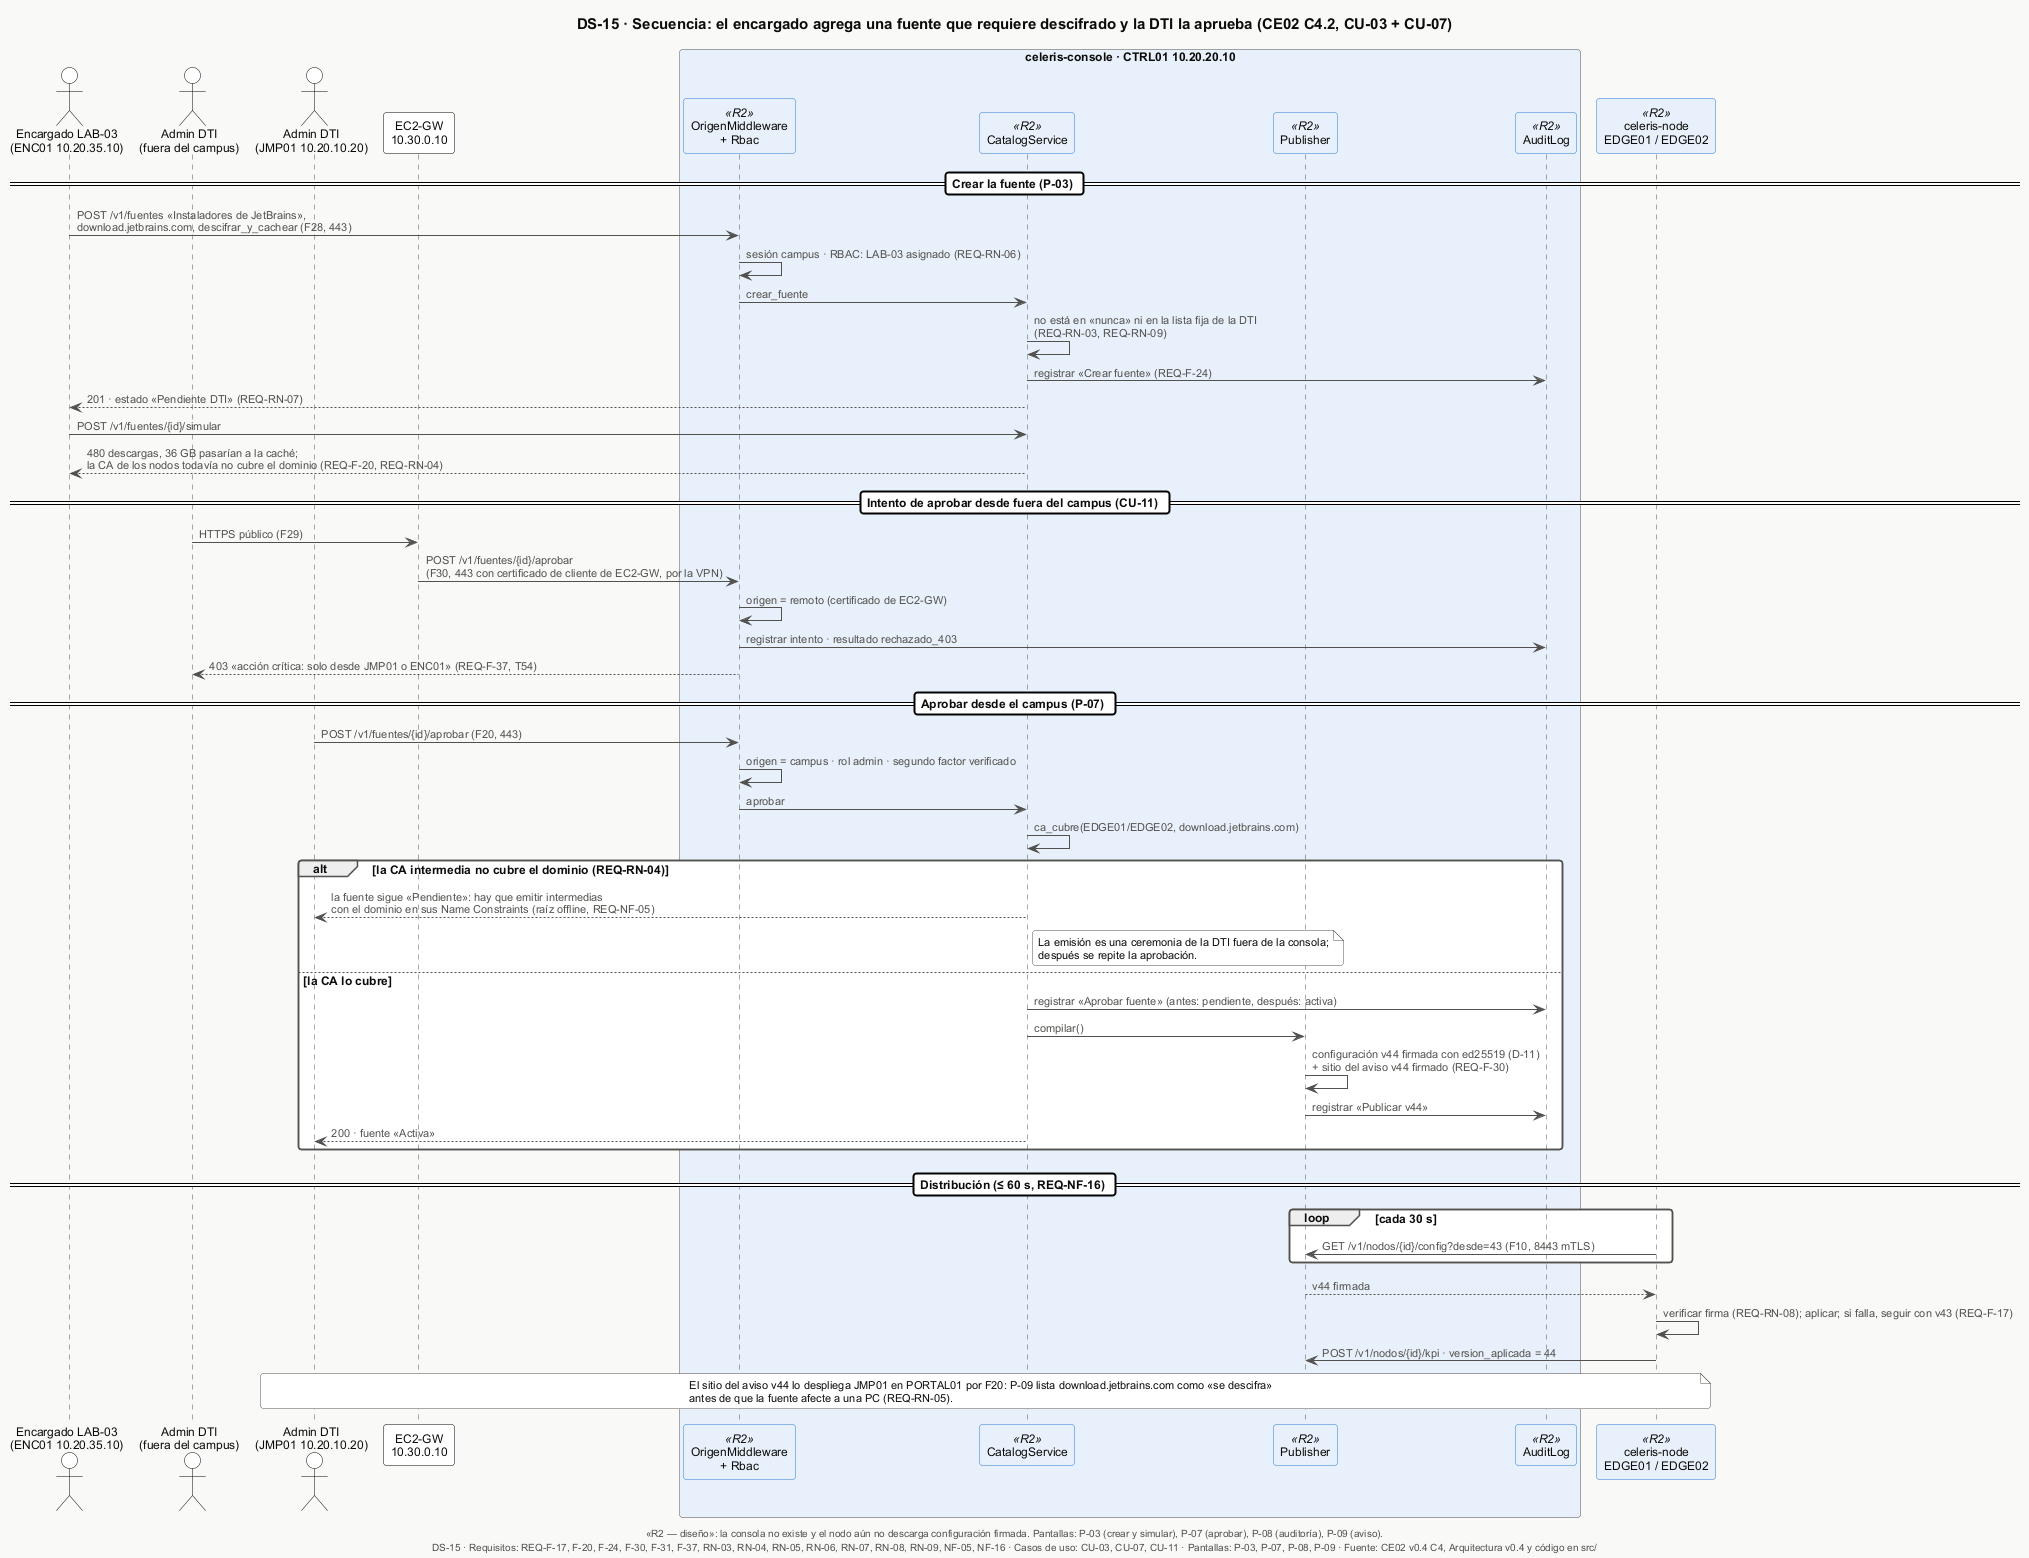 DS-15 · Secuencia: el encargado agrega una fuente que requiere descifrado y la DTI la aprueba (CE02 C4.2, CU-03 + CU-07)
celeris-console · CTRL01 10.20.20.10
Encargado LAB-03
(ENC01 10.20.35.10)
Admin DTI
(fuera del campus)
Admin DTI
(JMP01 10.20.10.20)
EC2-GW
10.30.0.10
«R2»
OrigenMiddleware
+ Rbac
«R2»
CatalogService
«R2»
Publisher
«R2»
AuditLog
«R2»
celeris-node
EDGE01 / EDGE02
Crear la fuente (P-03)
POST /v1/fuentes «Instaladores de JetBrains»,
download.jetbrains.com, descifrar_y_cachear (F28, 443)
sesión campus · RBAC: LAB-03 asignado (REQ-RN-06)
crear_fuente
no está en «nunca» ni en la lista fija de la DTI
(REQ-RN-03, REQ-RN-09)
registrar «Crear fuente» (REQ-F-24)
201 · estado «Pendiente DTI» (REQ-RN-07)
POST /v1/fuentes/{id}/simular
480 descargas, 36 GB pasarían a la caché;
la CA de los nodos todavía no cubre el dominio (REQ-F-20, REQ-RN-04)
Intento de aprobar desde fuera del campus (CU-11)
HTTPS público (F29)
POST /v1/fuentes/{id}/aprobar
(F30, 443 con certificado de cliente de EC2-GW, por la VPN)
origen = remoto (certificado de EC2-GW)
registrar intento · resultado rechazado_403
403 «acción crítica: solo desde JMP01 o ENC01» (REQ-F-37, T54)
Aprobar desde el campus (P-07)
POST /v1/fuentes/{id}/aprobar (F20, 443)
origen = campus · rol admin · segundo factor verificado
aprobar
ca_cubre(EDGE01/EDGE02, download.jetbrains.com)
alt
[la CA intermedia no cubre el dominio (REQ-RN-04)]
la fuente sigue «Pendiente»: hay que emitir intermedias
con el dominio en sus Name Constraints (raíz offline, REQ-NF-05)
La emisión es una ceremonia de la DTI fuera de la consola;
después se repite la aprobación.
[la CA lo cubre]
registrar «Aprobar fuente» (antes: pendiente, después: activa)
compilar()
configuración v44 firmada con ed25519 (D-11)
+ sitio del aviso v44 firmado (REQ-F-30)
registrar «Publicar v44»
200 · fuente «Activa»
Distribución (≤ 60 s, REQ-NF-16)
loop
[cada 30 s]
GET /v1/nodos/{id}/config?desde=43 (F10, 8443 mTLS)
v44 firmada
verificar firma (REQ-RN-08); aplicar; si falla, seguir con v43 (REQ-F-17)
POST /v1/nodos/{id}/kpi · version_aplicada = 44
El sitio del aviso v44 lo despliega JMP01 en PORTAL01 por F20: P-09 lista download.jetbrains.com como «se descifra»
antes de que la fuente afecte a una PC (REQ-RN-05).
Encargado LAB-03
(ENC01 10.20.35.10)
Admin DTI
(fuera del campus)
Admin DTI
(JMP01 10.20.10.20)
EC2-GW
10.30.0.10
«R2»
OrigenMiddleware
+ Rbac
«R2»
CatalogService
«R2»
Publisher
«R2»
AuditLog
«R2»
celeris-node
EDGE01 / EDGE02
«R2 — diseño»: la consola no existe y el nodo aún no descarga configuración firmada. Pantallas: P-03 (crear y simular), P-07 (aprobar), P-08 (auditoría), P-09 (aviso).
DS-15 · Requisitos: REQ-F-17, F-20, F-24, F-30, F-31, F-37, RN-03, RN-04, RN-05, RN-06, RN-07, RN-08, RN-09, NF-05, NF-16 · Casos de uso: CU-03, CU-07, CU-11 · Pantallas: P-03, P-07, P-08, P-09 · Fuente: CE02 v0.4 C4, Arquitectura v0.4 y código en src/